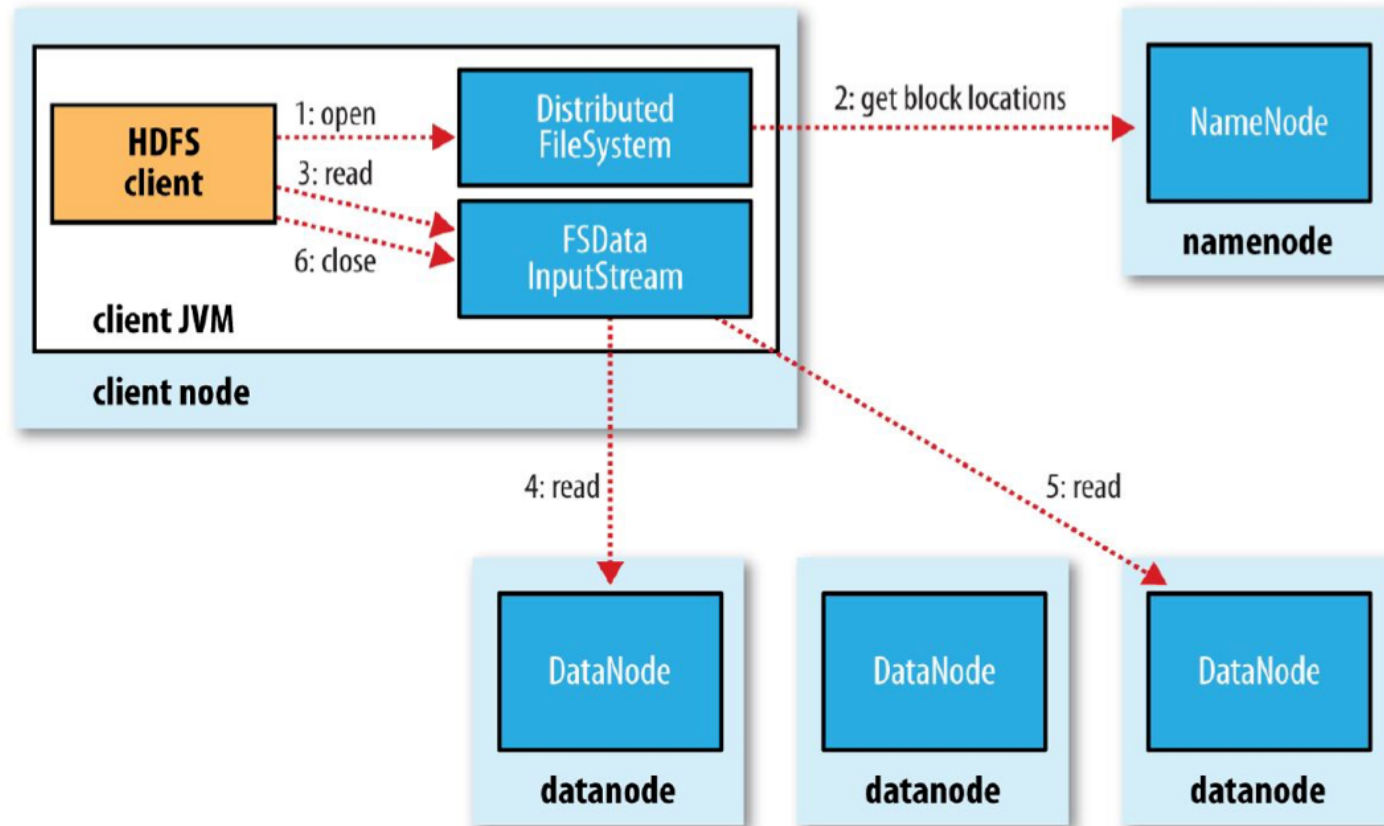 1: open
Distributed
FileSystem
2: get block locations
NameNode
namenode
HDFS
client
3: read
6: close
FSData
InputStream
client JVM
client node
4: read
5: read
DataNode
datanode
DataNode
datanode
DataNode
datanode